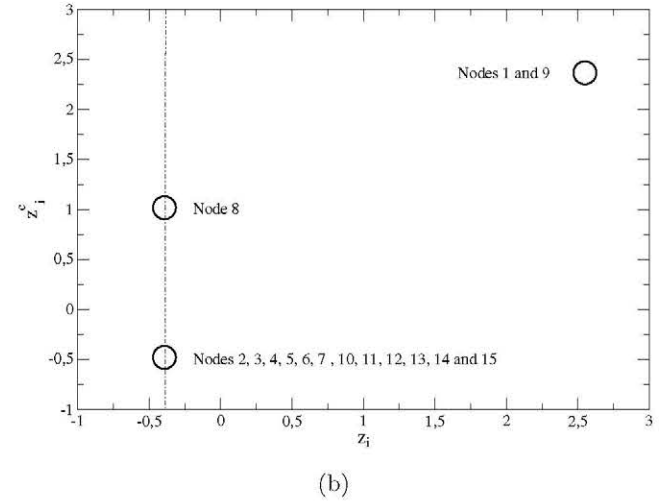 3
2,5
Nodes 1 and 9
2
1,5
z_i^c
1
Node 8
0,5
0
-0,5
Nodes 2, 3, 4, 5, 6, 7 , 10, 11, 12, 13, 14 and 15
-1
-1 -0,5 0 0,5 1 1,5 2 2,5 3
z_i
(b)